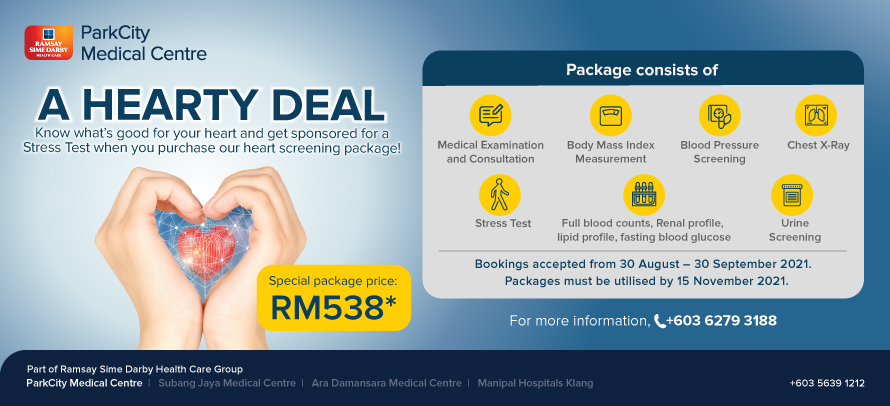 RAMSAY
SIME DARBY
HEALTH CARE
ParkCity
Medical Centre
A HEARTY DEAL
Know what's good for your heart and get sponsored for a
Stress Test when you purchase our heart screening package!
Special package price:
RM538*
Package consists of
Medical Examination
and Consultation
Body Mass Index
Measurement
Blood Pressure
Screening
Chest X-Ray
Stress Test
Full blood counts, Renal profile,
lipid profile, fasting blood glucose
Urine
Screening
Bookings accepted from 30 August – 30 September 2021.
Packages must be utilised by 15 November 2021.
For more information, +603 6279 3188
Part of Ramsay Sime Darby Health Care Group
ParkCity Medical Centre | Subang Jaya Medical Centre | Ara Damansara Medical Centre | Manipal Hospitals Klang
+603 5639 1212